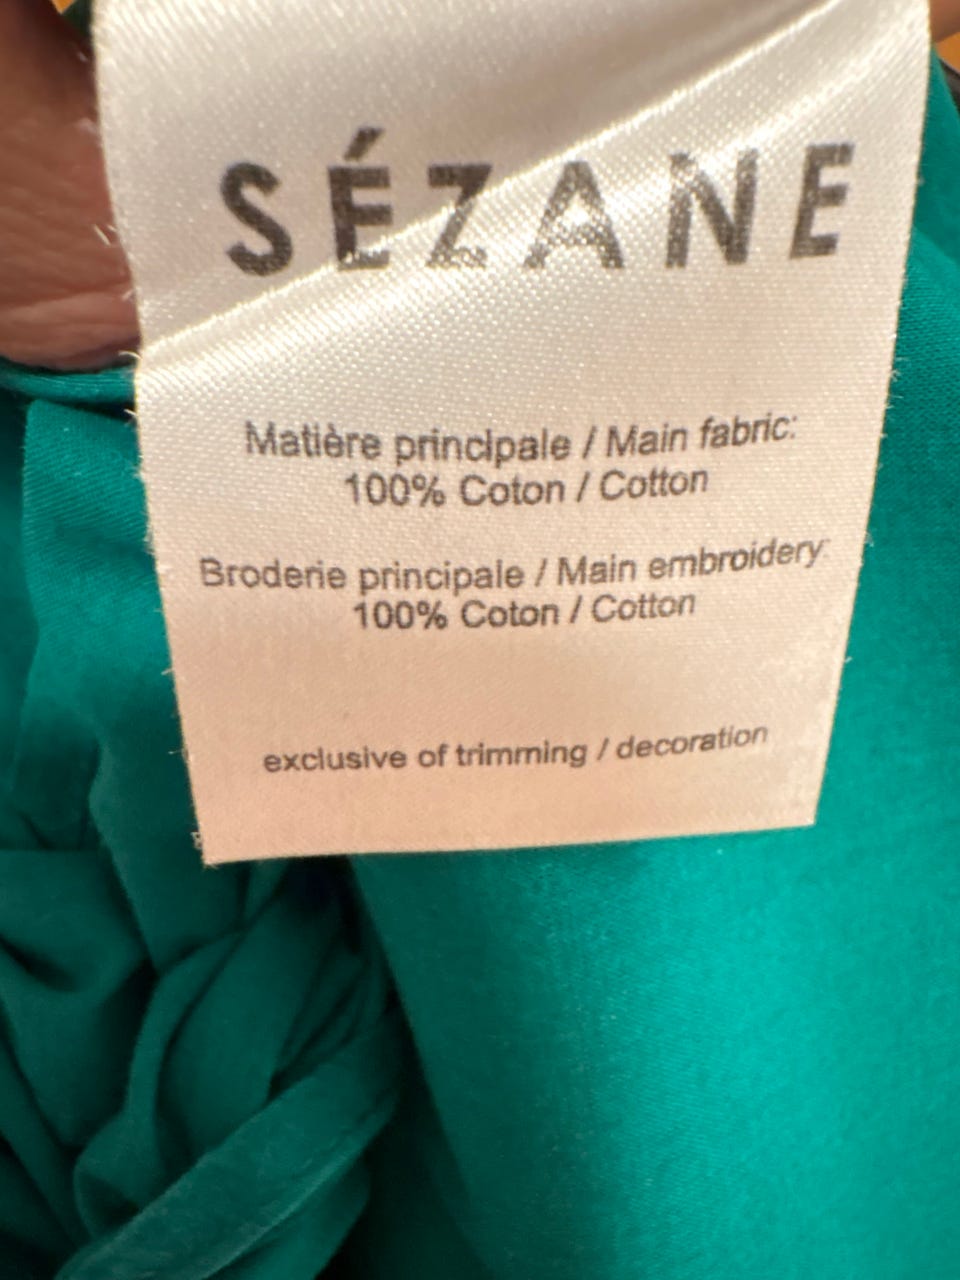 SÉZANE
Matière principale / Main fabric:
100% Coton / Cotton
Broderie principale / Main embroidery:
100% Coton / Cotton
exclusive of trimming / decoration